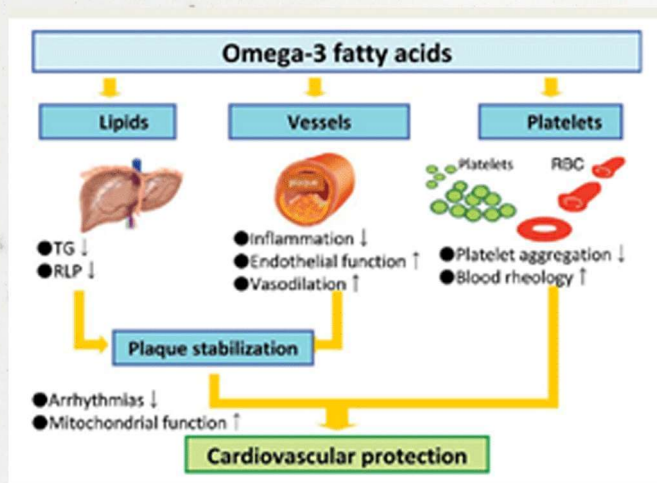 Omega-3 fatty acids
Lipids
Vessels
Platelets
plaque
Platelets
RBC
●TG ↓
●RLP ↓
●Inflammation ↓
●Endothelial function ↑
●Vasodilation ↑
●Platelet aggregation ↓
●Blood rheology ↑
Plaque stabilization
●Arrhythmias ↓
●Mitochondrial function ↑
Cardiovascular protection